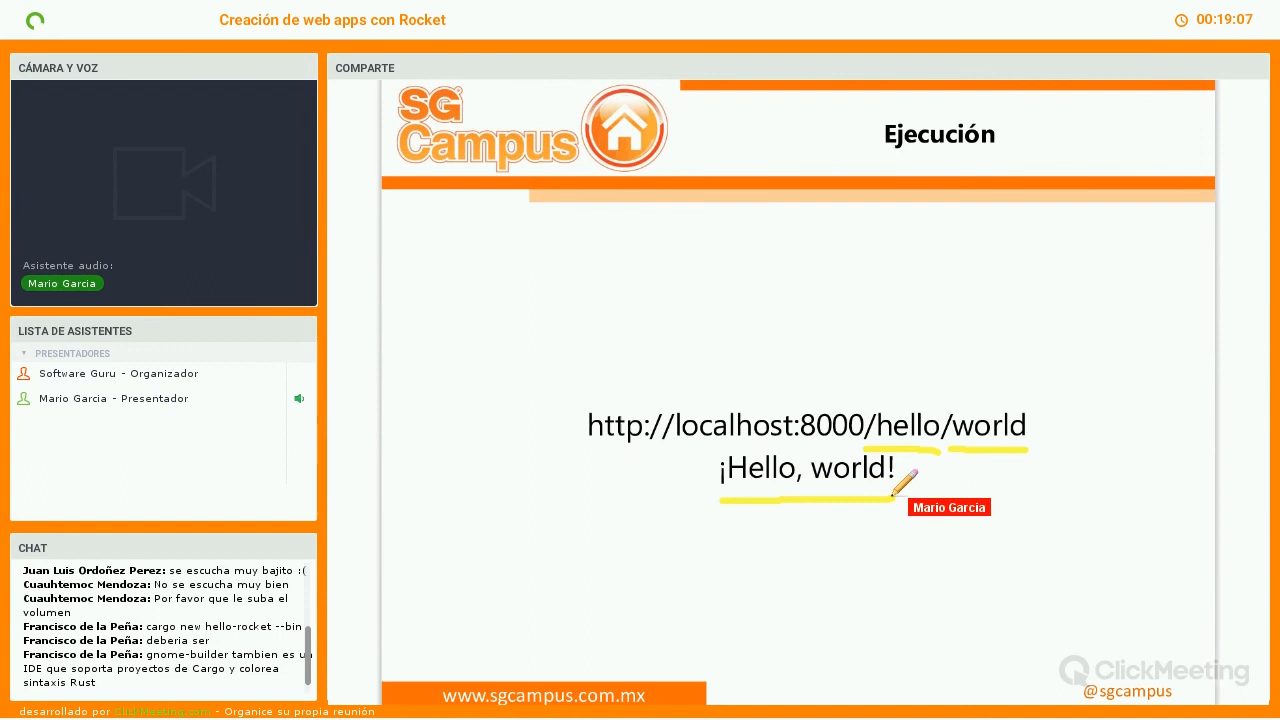 Creación de web apps con Rocket
00:19:07
CÁMARA Y VOZ
Asistente audio:
Mario Garcia
LISTA DE ASISTENTES
PRESENTADORES
Software Guru - Organizador
Mario Garcia - Presentador
CHAT
Juan Luis Ordoñez Perez: se escucha muy bajito :(
Cuauhtemoc Mendoza: No se escucha muy bien
Cuauhtemoc Mendoza: Por favor que le suba el
volumen
Francisco de la Peña: cargo new hello-rocket --bin
Francisco de la Peña: deberia ser
Francisco de la Peña: gnome-builder tambien es un
IDE que soporta proyectos de Cargo y colorea
sintaxis Rust
desarrollado por ClickMeeting.com - Organice su propia reunión
COMPARTE
SG
Campus
Ejecución
http://localhost:8000/hello/world
¡Hello, world!
Mario Garcia
ClickMeeting
@sgcampus
www.sgcampus.com.mx